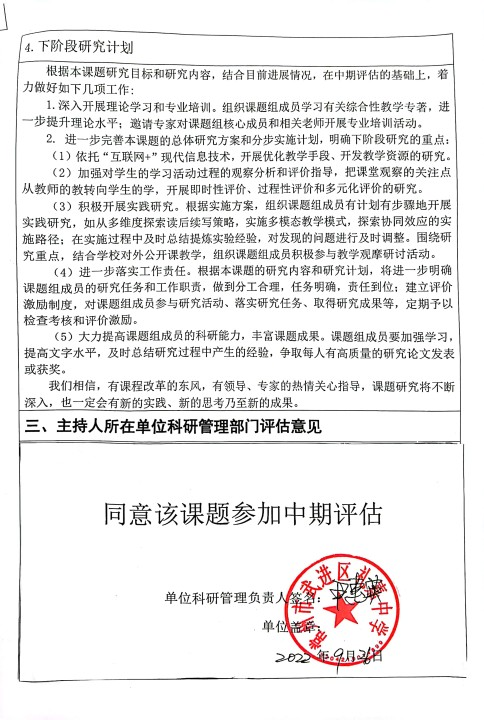 4.下阶段研究计划
根据本课题研究目标和研究内容，结合目前进展情况，在中期评估的基础上，着
力做好如下几项工作：
1.深入开展理论学习和专业培训。组织课题组成员学习有关综合性教学专著，进
一步提升理论水平；邀请专家对课题组核心成员和相关老师开展专业培训活动。
2. 进一步完善本课题的总体研究方案和分步实施计划，明确下阶段研究的重点：
（1）依托“互联网+”现代信息技术，开展优化教学手段、开发教学资源的研究。
（2）加强对学生的学习活动过程的观察分析和评价指导，把课堂观察的关注点
从教师的教转向学生的学，开展即时性评价、过程性评价和多元化评价的研究。
（3）积极开展实践研究。根据实施方案，组织课题组成员有计划有步骤地开展
实践研究，如从多维度探索读后续写策略，实施多模态教学模式，探索协同效应的实
施路径；在实施过程中及时总结提炼实验经验，对发现的问题进行及时调整。围绕研
究重点，结合学校对外公开课教学，组织课题组成员积极参与教学观摩研讨活动。
（4）进一步落实工作责任。根据本课题的研究内容和研究计划，将进一步明确
课题组成员的研究任务和工作职责，做到分工合理，任务明确，责任到位；建立评价
激励制度，对课题组成员参与研究活动、落实研究任务、取得研究成果等，定期予以
检查考核和评价激励。
（5）大力提高课题组成员的科研能力，丰富课题成果。课题组成员要加强学习，
提高文字水平，及时总结研究过程中产生的经验，争取每人有高质量的研究论文发表
或获奖。
我们相信，有课程改革的东风，有领导、专家的热情关心指导，课题研究将不断
深入，也一定会有新的实践、新的思考乃至新的成果。
三、主持人所在单位科研管理部门评估意见
同意该课题参加中期评估
单位科研管理负责人签名：
单位盖章：
常州市武进区礼嘉中学
2022 年 9 月 26 日